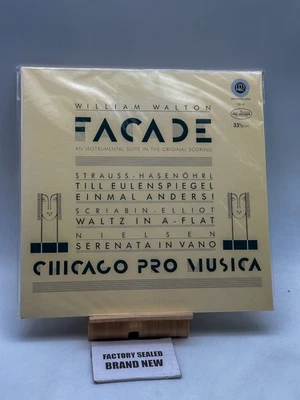 WILLIAM WALTON
FACADE
AN INSTRUMENTAL SUITE IN THE ORIGINAL SCORING
STRAUSS-HASENÖHRL
TILL EULENSPIEGEL
EINMAL ANDERS!
SCRIABIN-ELLIOT
WALTZ IN A-FLAT
NIELSEN
SERENATA IN VANO
CHICAGO PRO MUSICA
FACTORY SEALED
BRAND NEW